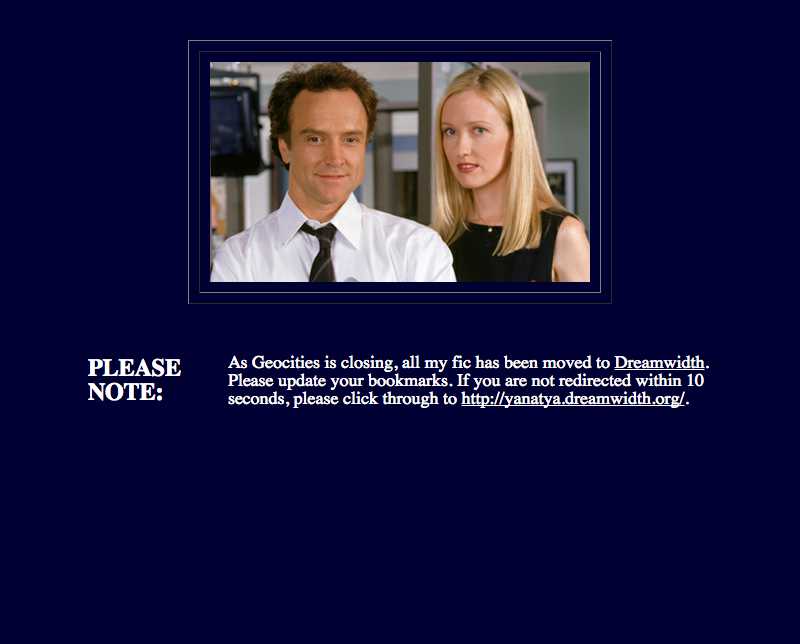 PLEASE
NOTE:
As Geocities is closing, all my fic has been moved to Dreamwidth.
Please update your bookmarks. If you are not redirected within 10
seconds, please click through to http://yanatya.dreamwidth.org/.